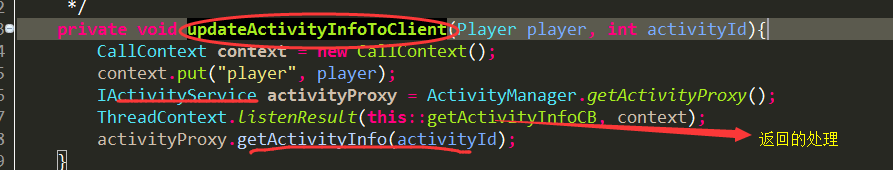 */
private void updateActivityInfoToClient(Player player, int activityId){
CallContext context = new CallContext();
context.put("player", player);
IActivityService activityProxy = ActivityManager.getActivityProxy();
ThreadContext.listenResult(this::getActivityInfoCB, context);
activityProxy.getActivityInfo(activityId);
返回的处理
}